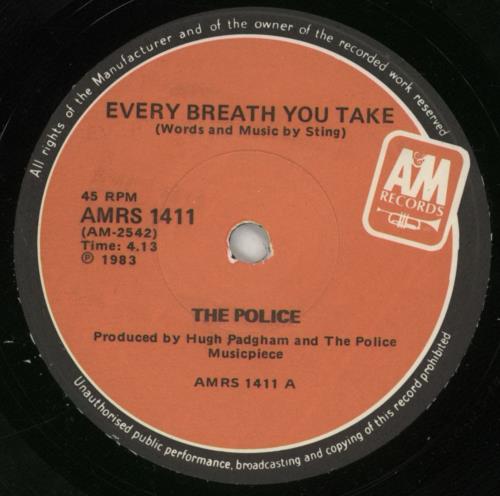 All rights of the Manufacturer and of the owner of the recorded work reserved
EVERY BREATH YOU TAKE
(Words and Music by Sting)
A&M
RECORDS
45 RPM
AMRS 1411
(AM-2542)
Time: 4.13
℗ 1983
THE POLICE
Produced by Hugh Padgham and The Police
Musicpiece
AMRS 1411 A
Unauthorised public performance, broadcasting and copying of this record prohibited